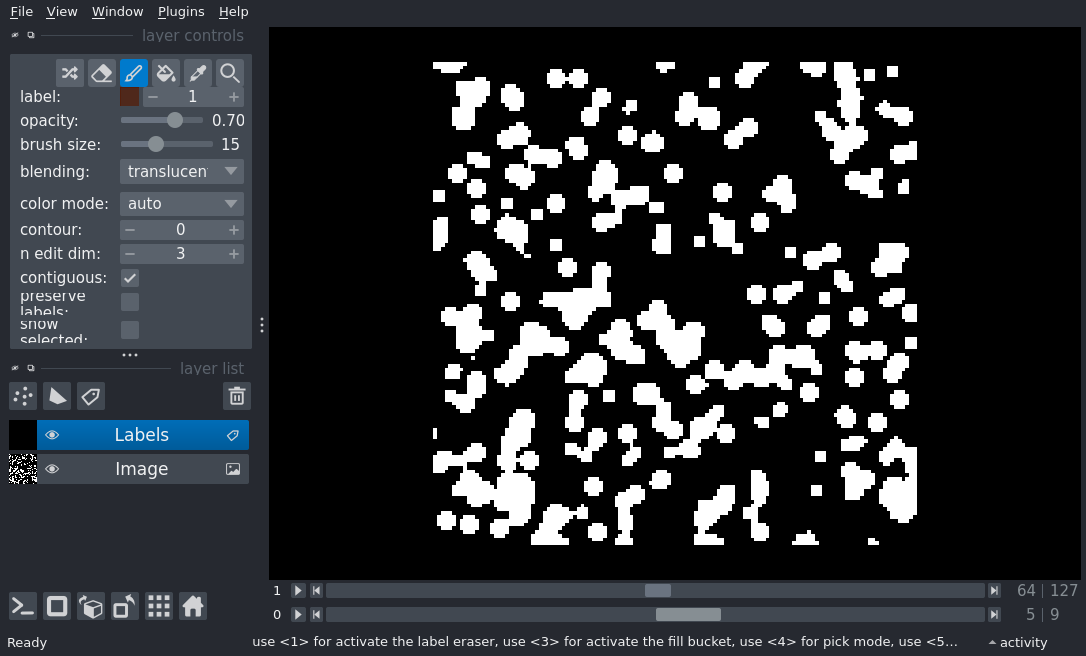 File View Window Plugins Help
layer controls
label: 1
opacity: 0.70
brush size: 15
blending: translucen
color mode: auto
contour: 0
n edit dim: 3
contiguous:
preserve
labels:
show
selected:
layer list
Labels
Image
1 64 127
0 5 9
Ready use <1> for activate the label eraser, use <3> for activate the fill bucket, use <4> for pick mode, use <5... activity